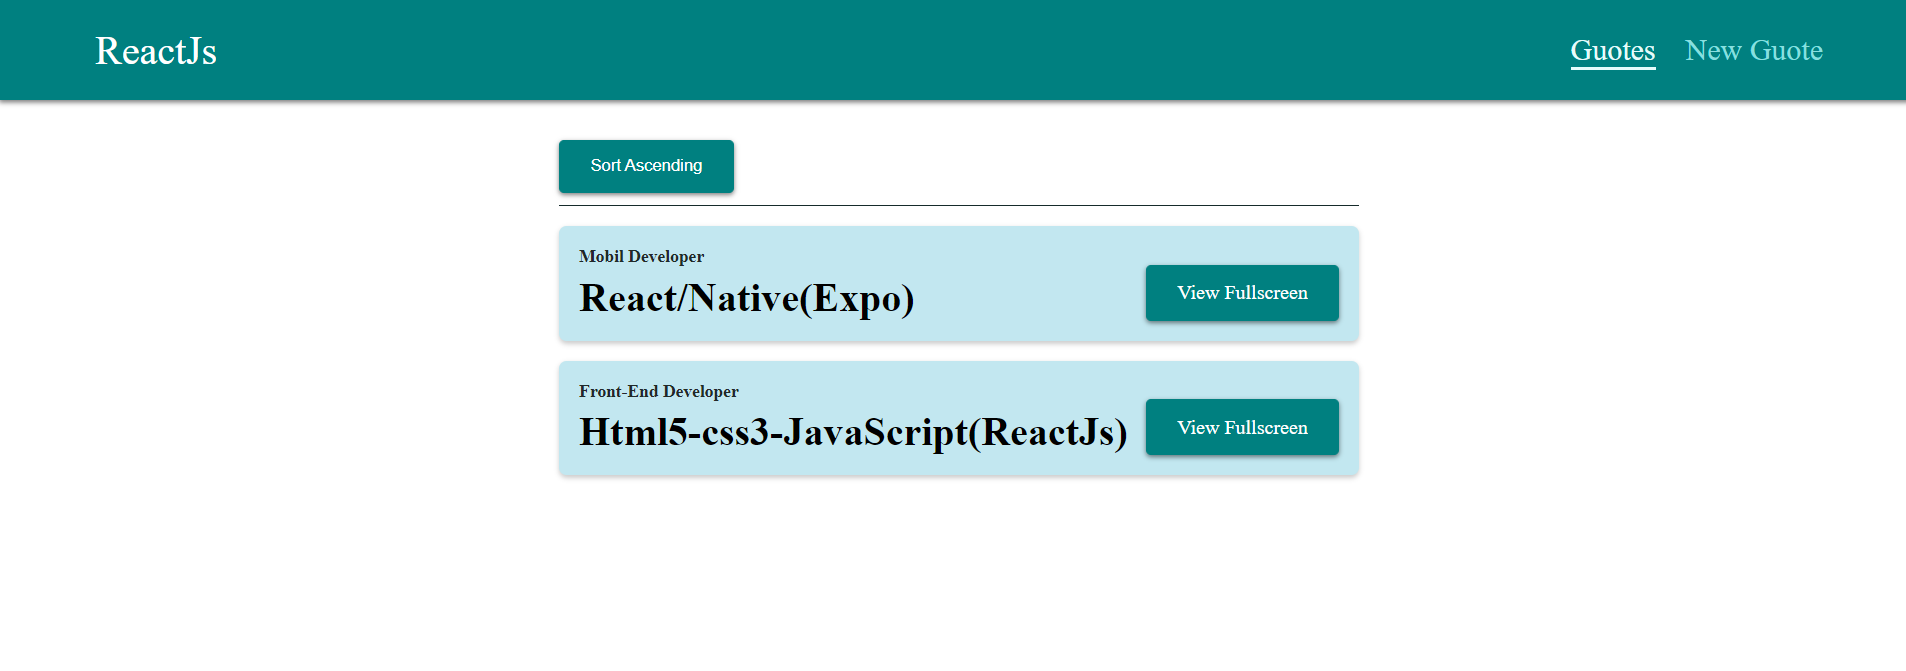 ReactJs
Guotes New Guote
Sort Ascending
Mobil Developer
React/Native(Expo)
View Fullscreen
Front-End Developer
Html5-css3-JavaScript(ReactJs)
View Fullscreen